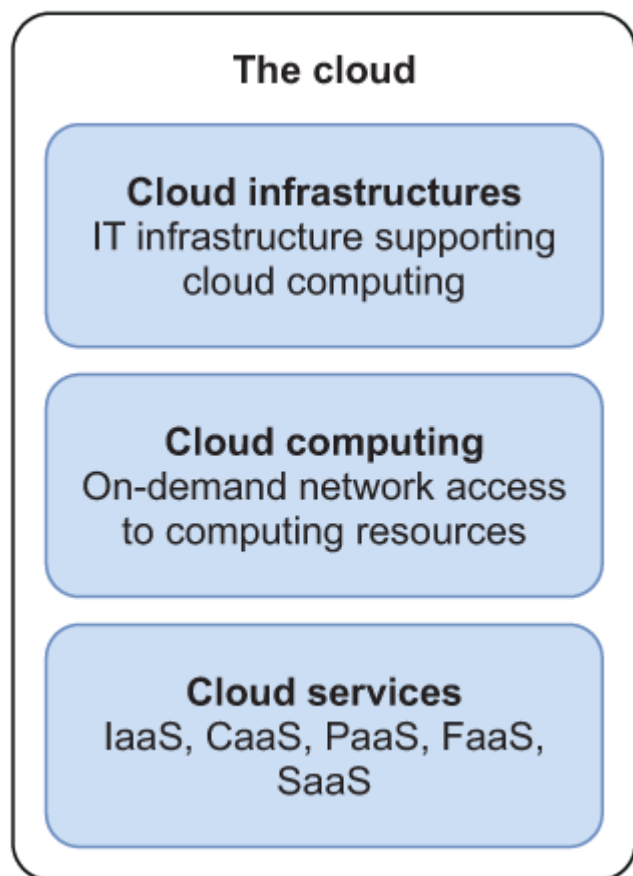 The cloud
Cloud infrastructures
IT infrastructure supporting
cloud computing
Cloud computing
On-demand network access
to computing resources
Cloud services
IaaS, CaaS, PaaS, FaaS,
SaaS